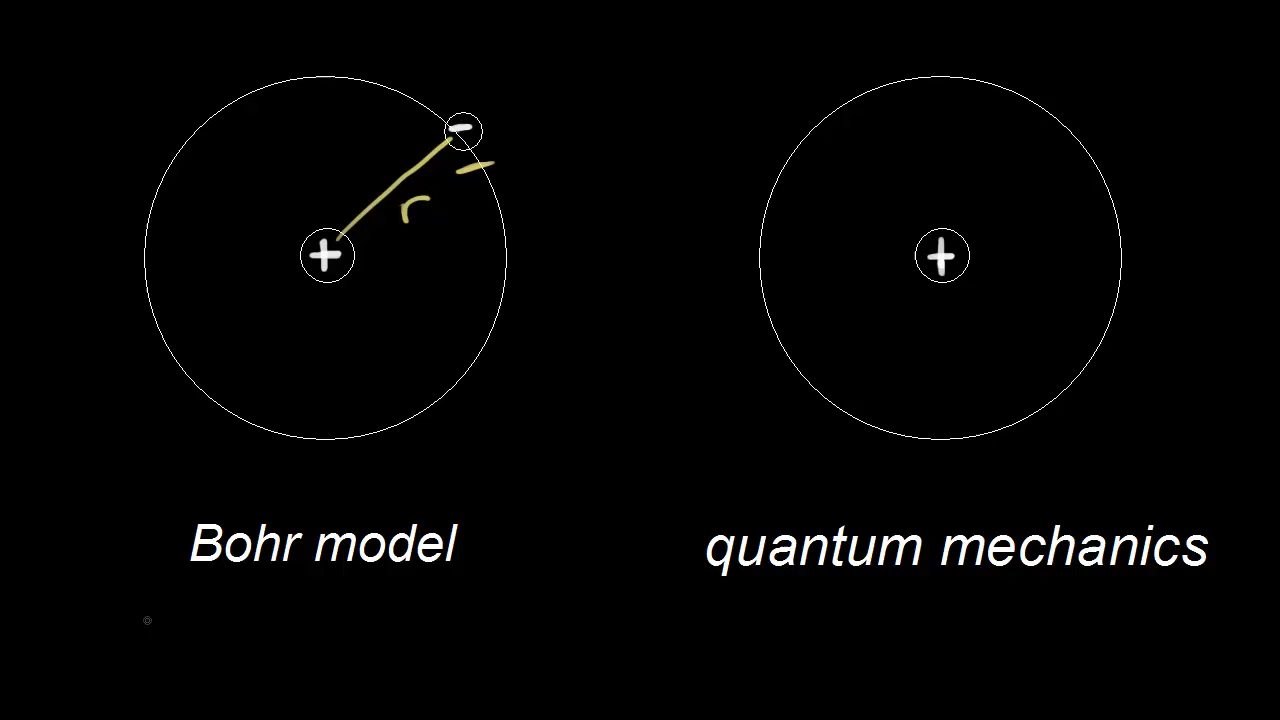 -
r -
+
+
Bohr model
quantum mechanics